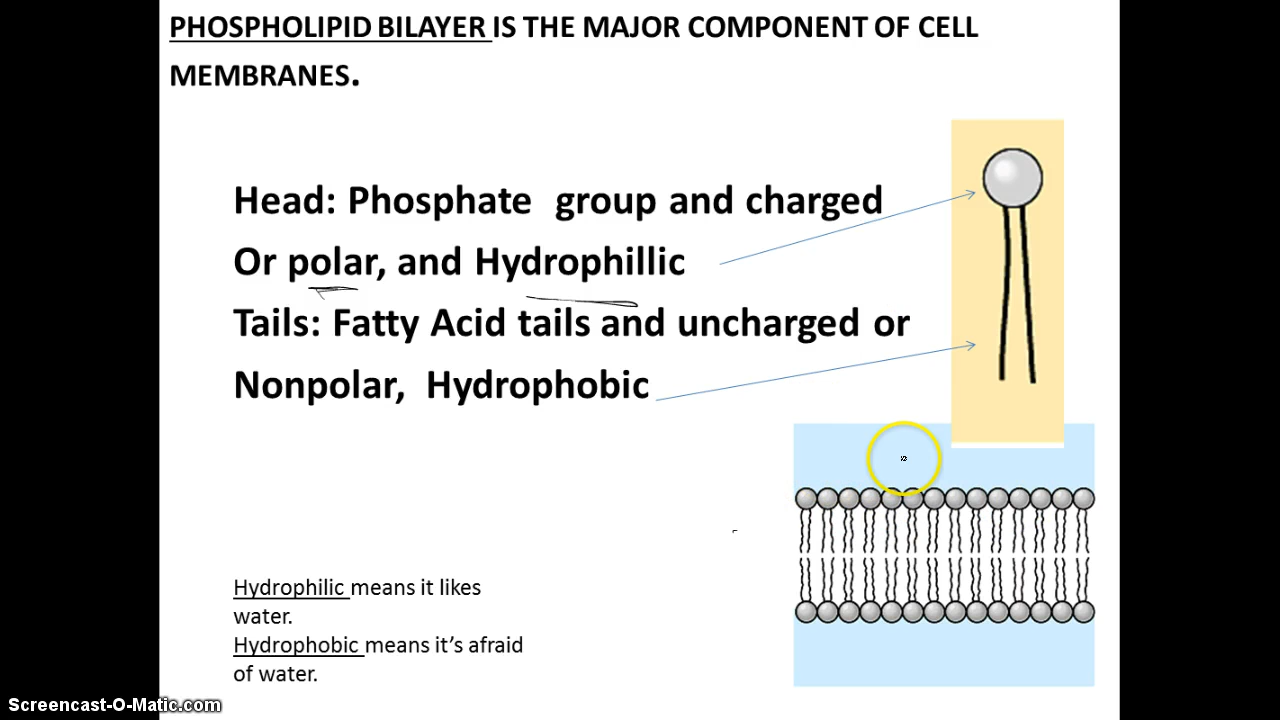 PHOSPHOLIPID BILAYER IS THE MAJOR COMPONENT OF CELL
MEMBRANES.
Head: Phosphate group and charged
Or polar, and Hydrophillic
Tails: Fatty Acid tails and uncharged or
Nonpolar, Hydrophobic
Hydrophilic means it likes
water.
Hydrophobic means it's afraid
of water.
Screencast-O-Matic.com